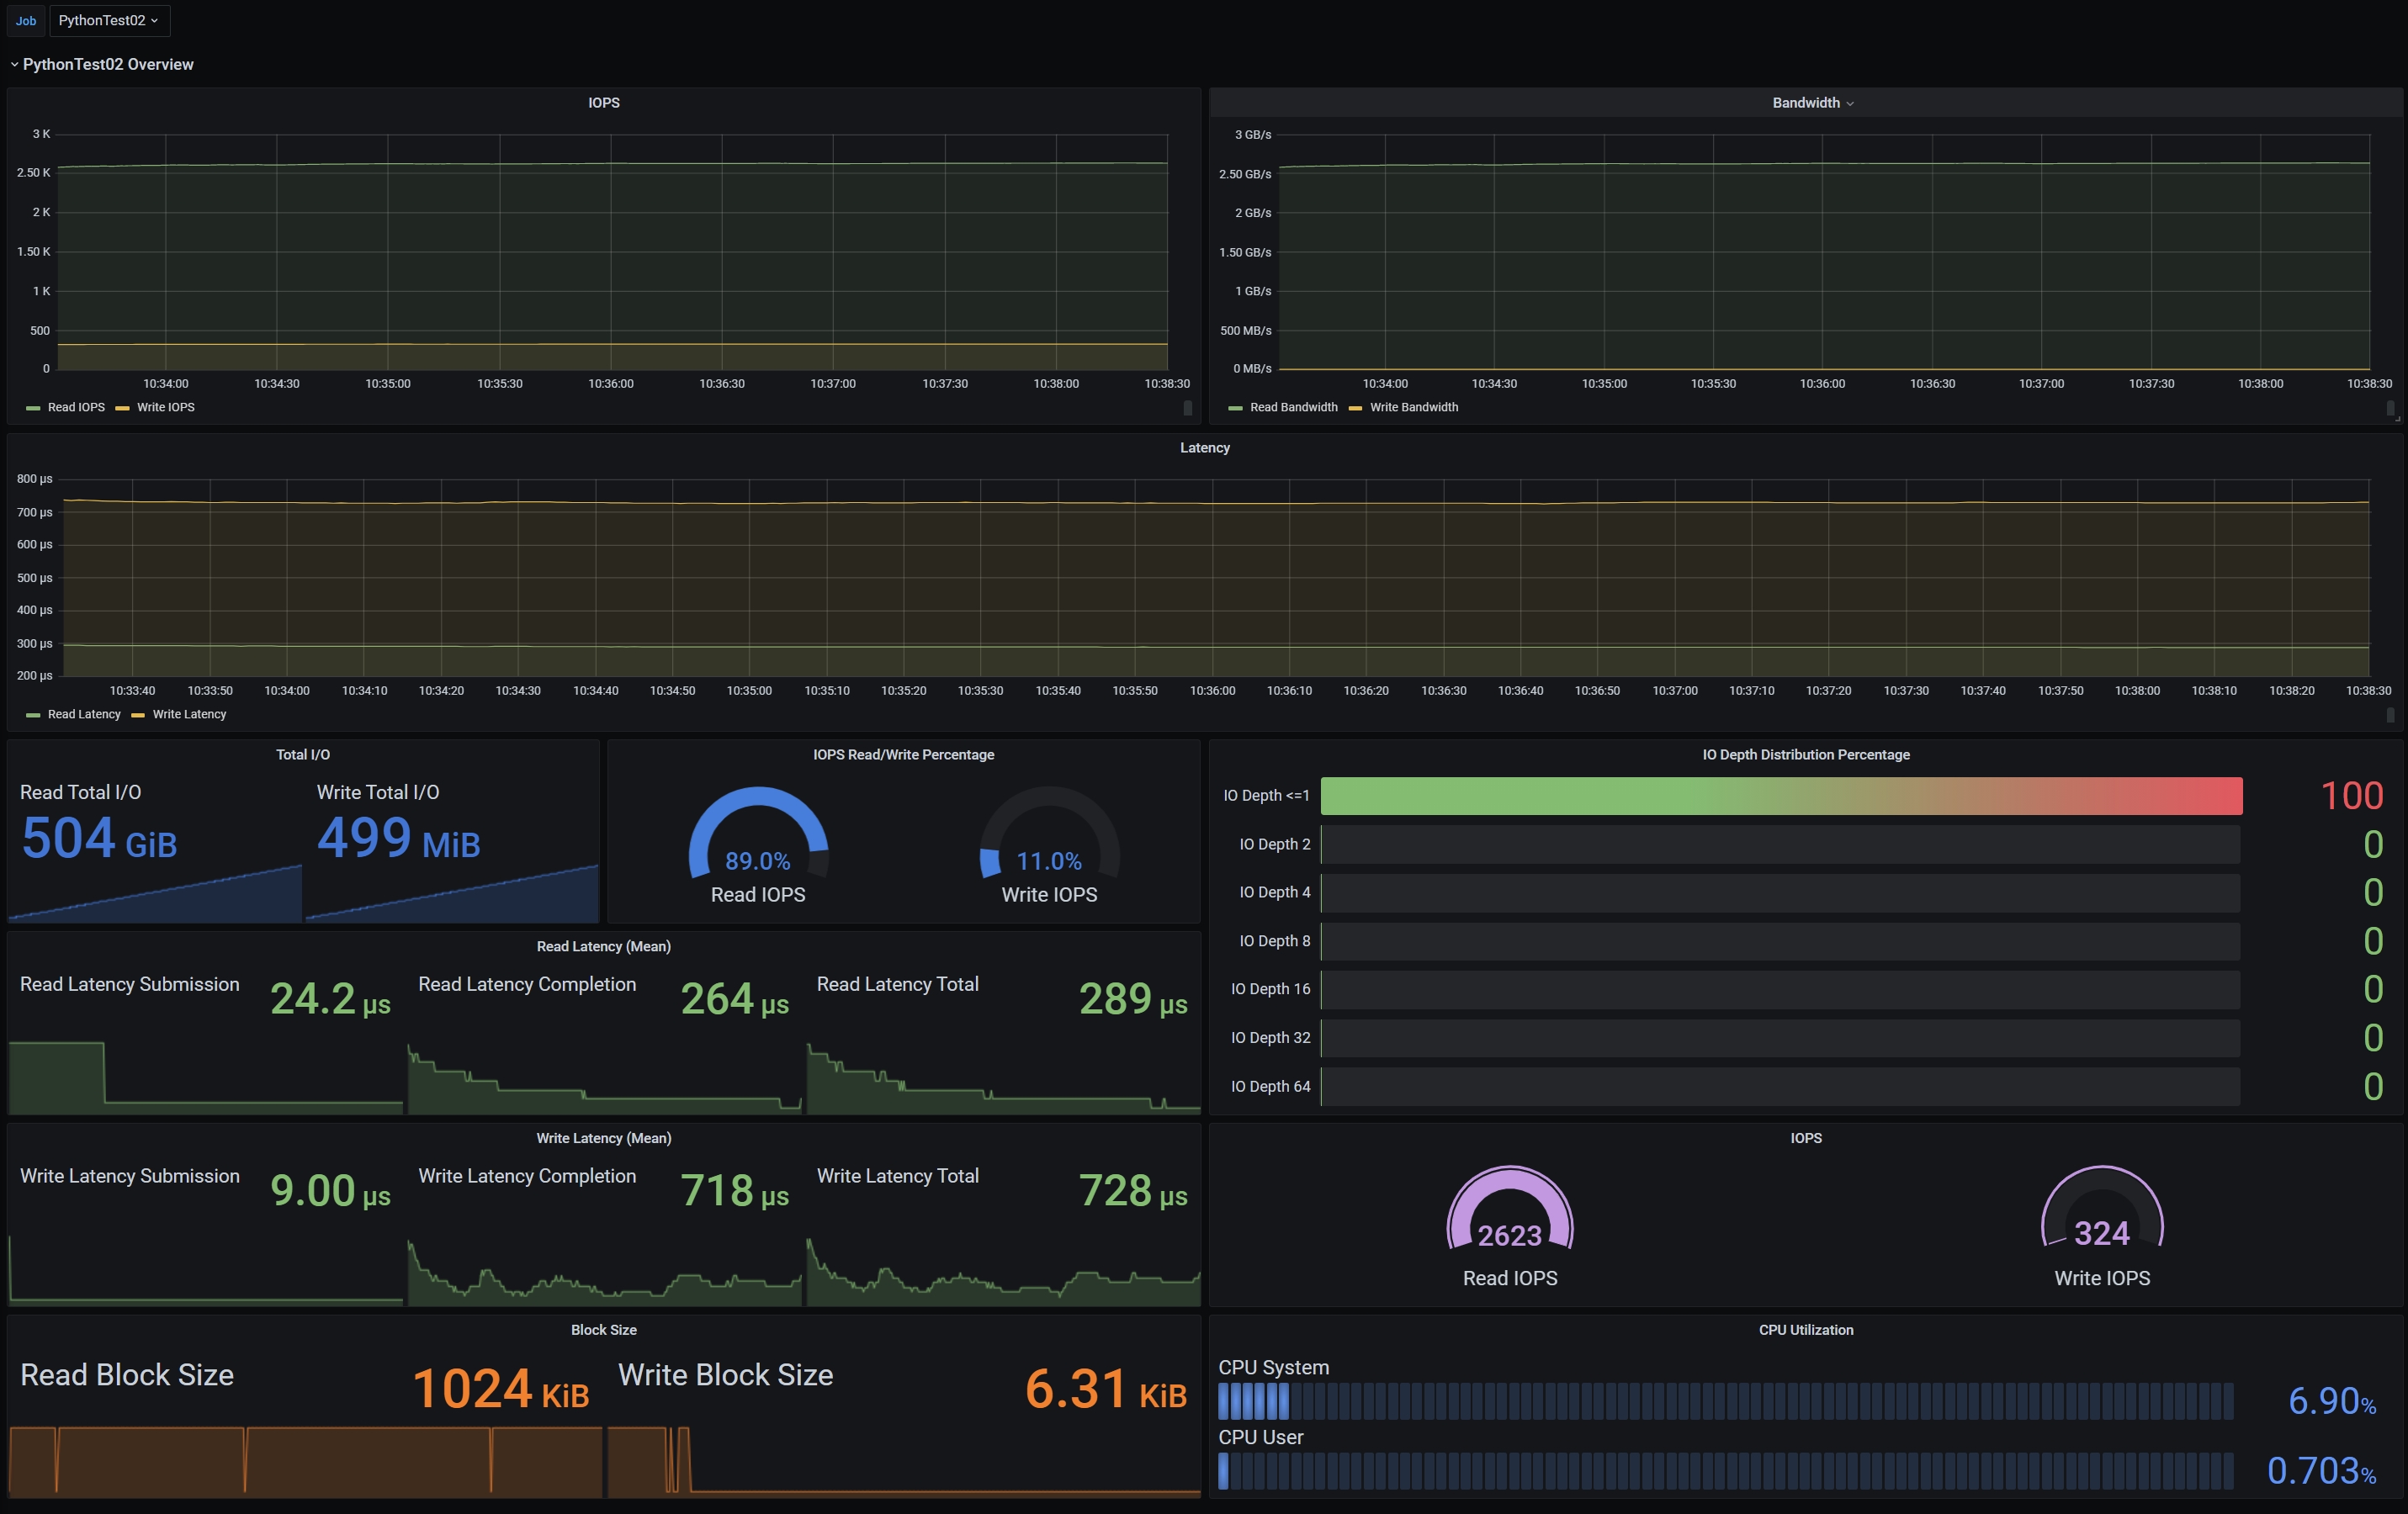 Job PythonTest02
PythonTest02 Overview
IOPS
3 K
2.50 K
2 K
1.50 K
1 K
500
0
10:34:00 10:34:30 10:35:00 10:35:30 10:36:00 10:36:30 10:37:00 10:37:30 10:38:00 10:38:30
Read IOPS Write IOPS
Bandwidth
3 GB/s
2.50 GB/s
2 GB/s
1.50 GB/s
1 GB/s
500 MB/s
0 MB/s
10:34:00 10:34:30 10:35:00 10:35:30 10:36:00 10:36:30 10:37:00 10:37:30 10:38:00 10:38:30
Read Bandwidth Write Bandwidth
Latency
800 µs
700 µs
600 µs
500 µs
400 µs
300 µs
200 µs
10:33:40 10:33:50 10:34:00 10:34:10 10:34:20 10:34:30 10:34:40 10:34:50 10:35:00 10:35:10 10:35:20 10:35:30 10:35:40 10:35:50 10:36:00 10:36:10 10:36:20 10:36:30 10:36:40 10:36:50 10:37:00 10:37:10 10:37:20 10:37:30 10:37:40 10:37:50 10:38:00 10:38:10 10:38:20 10:38:30
Read Latency Write Latency
Total I/O
Read Total I/O
504 GiB
Write Total I/O
499 MiB
IOPS Read/Write Percentage
89.0%
Read IOPS
11.0%
Write IOPS
IO Depth Distribution Percentage
IO Depth <=1 100
IO Depth 2 0
IO Depth 4 0
IO Depth 8 0
IO Depth 16 0
IO Depth 32 0
IO Depth 64 0
Read Latency (Mean)
Read Latency Submission 24.2 µs
Read Latency Completion 264 µs
Read Latency Total 289 µs
Write Latency (Mean)
Write Latency Submission 9.00 µs
Write Latency Completion 718 µs
Write Latency Total 728 µs
IOPS
2623
Read IOPS
324
Write IOPS
Block Size
Read Block Size 1024 KiB
Write Block Size 6.31 KiB
CPU Utilization
CPU System
6.90%
CPU User
0.703%